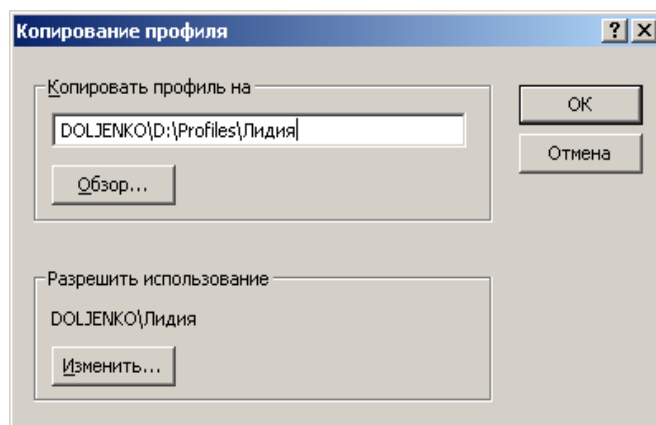 Копирование профиля
Копировать профиль на
DOLJENKO\D:\Profiles\Лидия
Обзор...
OK
Отмена
Разрешить использование
DOLJENKO\Лидия
Изменить...